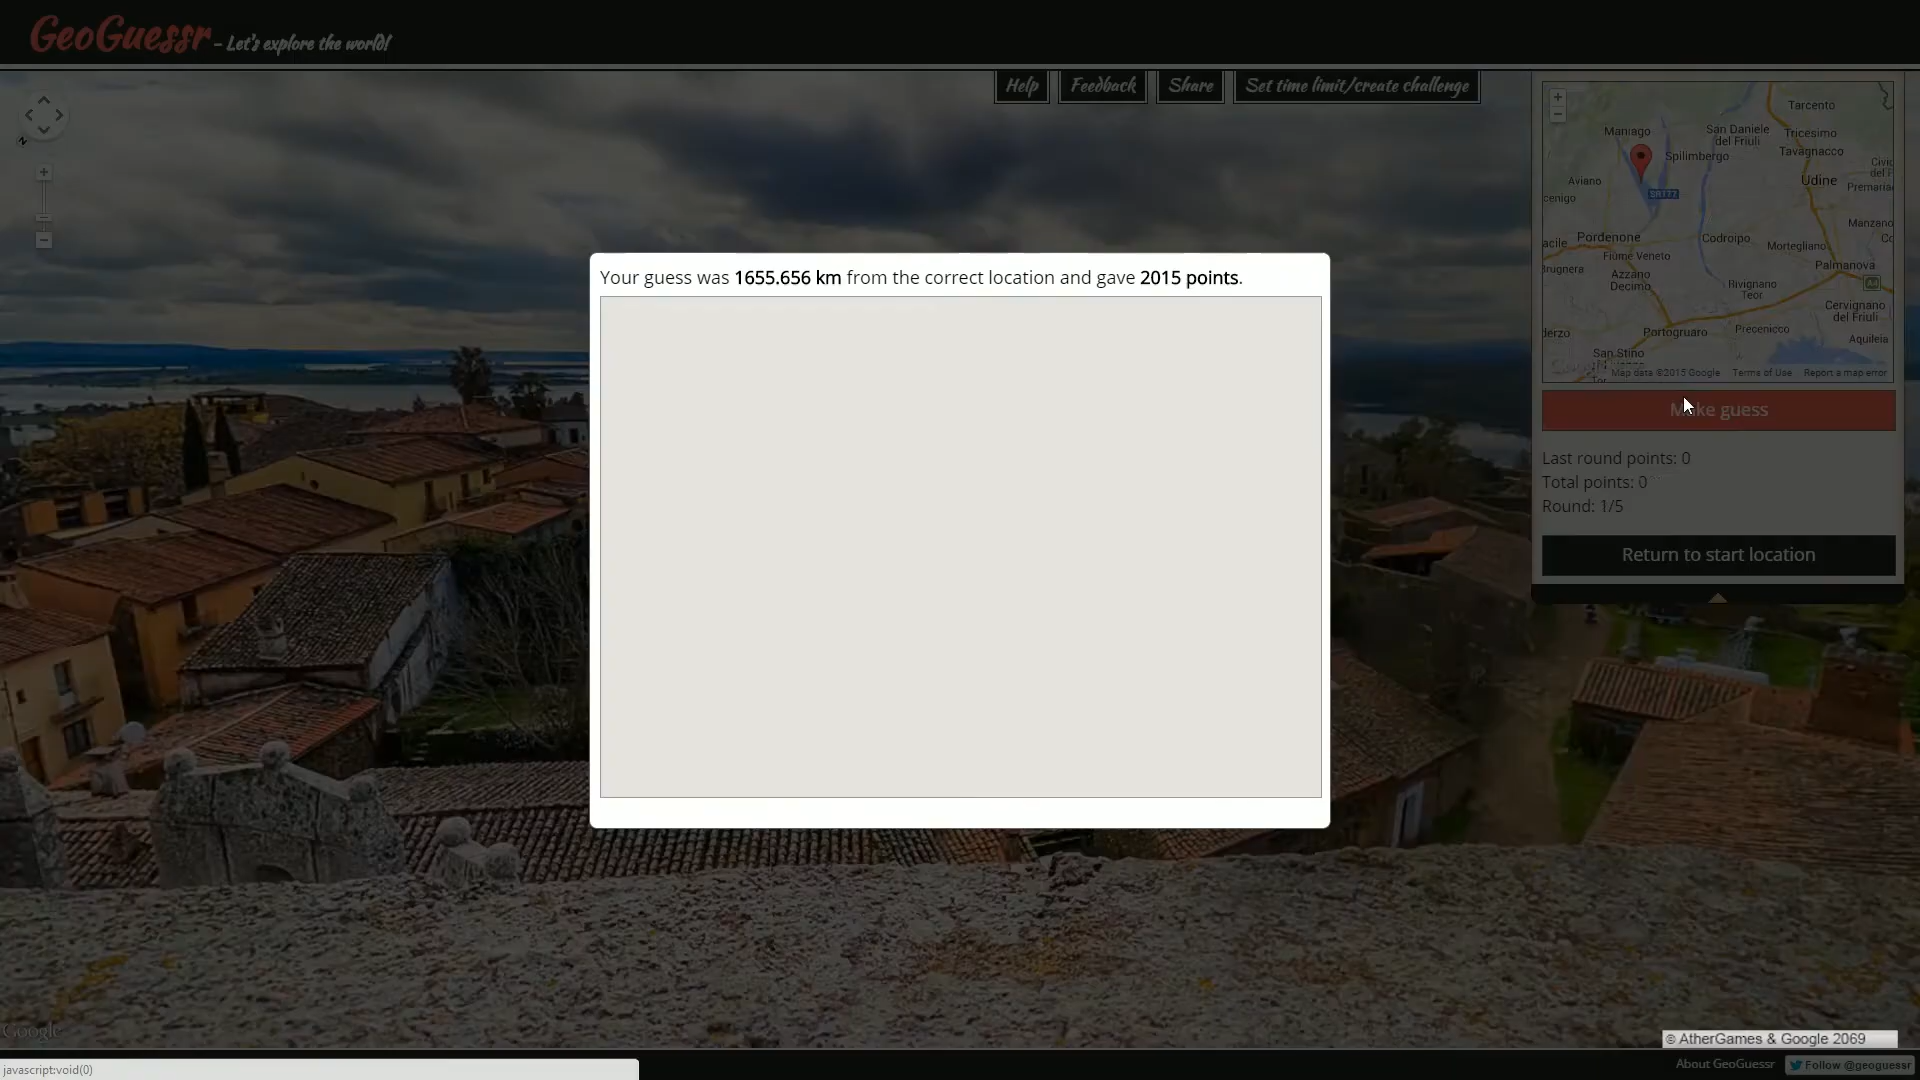 GeoGuessr - Let's explore the world!
Help
Feedback
Share
Set time limit/create challenge
Your guess was 1655.656 km from the correct location and gave 2015 points.
Tarcento
Maniago
San Daniele
del Friuli
Tricesimo
Tavagnacco
Spilimbergo
Aviano
Udine
SR177
Manzano
Pordenone
Codroipo
Mortegliano
Fiume Veneto
Palmanova
Azzano
Decimo
Rivignano
Teor
Cervignano
del Friuli
Portogruaro
Precenicco
Aquileia
San Stino
Map data ©2015 Google
Terms of Use
Report a map error
Make guess
Last round points: 0
Total points: 0
Round: 1/5
Return to start location
Google
© AtherGames & Google 2069
About GeoGuessr
Follow @geoguessr
javascript:void(0)